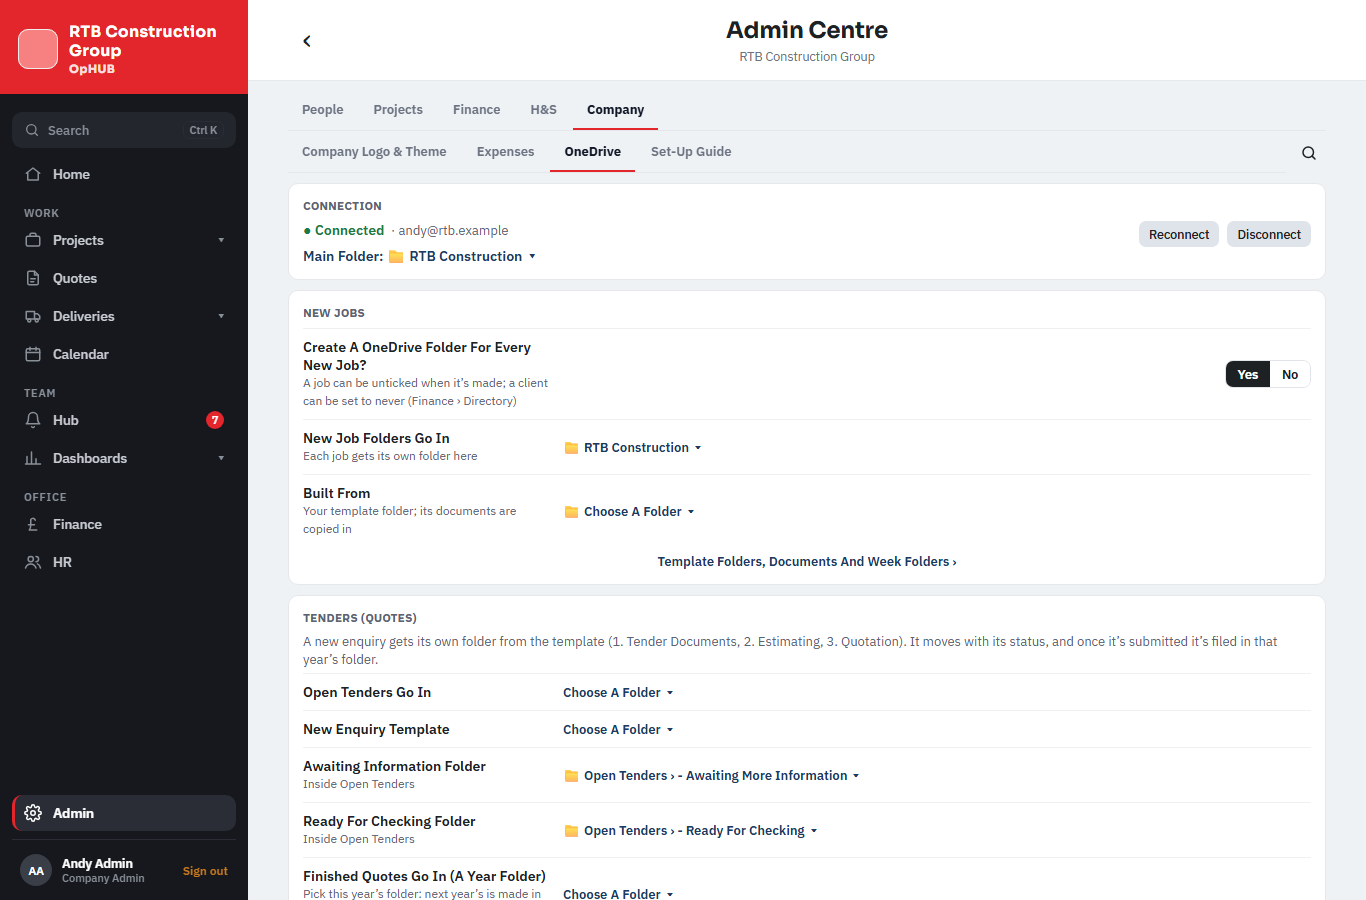 RTB Construction
Group
OpHUB
Search
Ctrl K
Home
WORK
Projects
Quotes
Deliveries
Calendar
TEAM
Hub
7
Dashboards
OFFICE
Finance
HR
Admin
AA
Andy Admin
Company Admin
Sign out
Admin Centre
RTB Construction Group
People
Projects
Finance
H&S
Company
Company Logo & Theme
Expenses
OneDrive
Set-Up Guide
CONNECTION
● Connected · andy@rtb.example
Main Folder: RTB Construction
Reconnect
Disconnect
NEW JOBS
Create A OneDrive Folder For Every
New Job?
A job can be unticked when it’s made; a client
can be set to never (Finance › Directory)
Yes
No
New Job Folders Go In
Each job gets its own folder here
RTB Construction
Built From
Your template folder; its documents are
copied in
Choose A Folder
Template Folders, Documents And Week Folders ›
TENDERS (QUOTES)
A new enquiry gets its own folder from the template (1. Tender Documents, 2. Estimating, 3. Quotation). It moves with its status, and once it’s submitted it’s filed in that
year’s folder.
Open Tenders Go In
Choose A Folder
New Enquiry Template
Choose A Folder
Awaiting Information Folder
Inside Open Tenders
Open Tenders › - Awaiting More Information
Ready For Checking Folder
Inside Open Tenders
Open Tenders › - Ready For Checking
Finished Quotes Go In (A Year Folder)
Pick this year’s folder: next year’s is made in
Choose A Folder